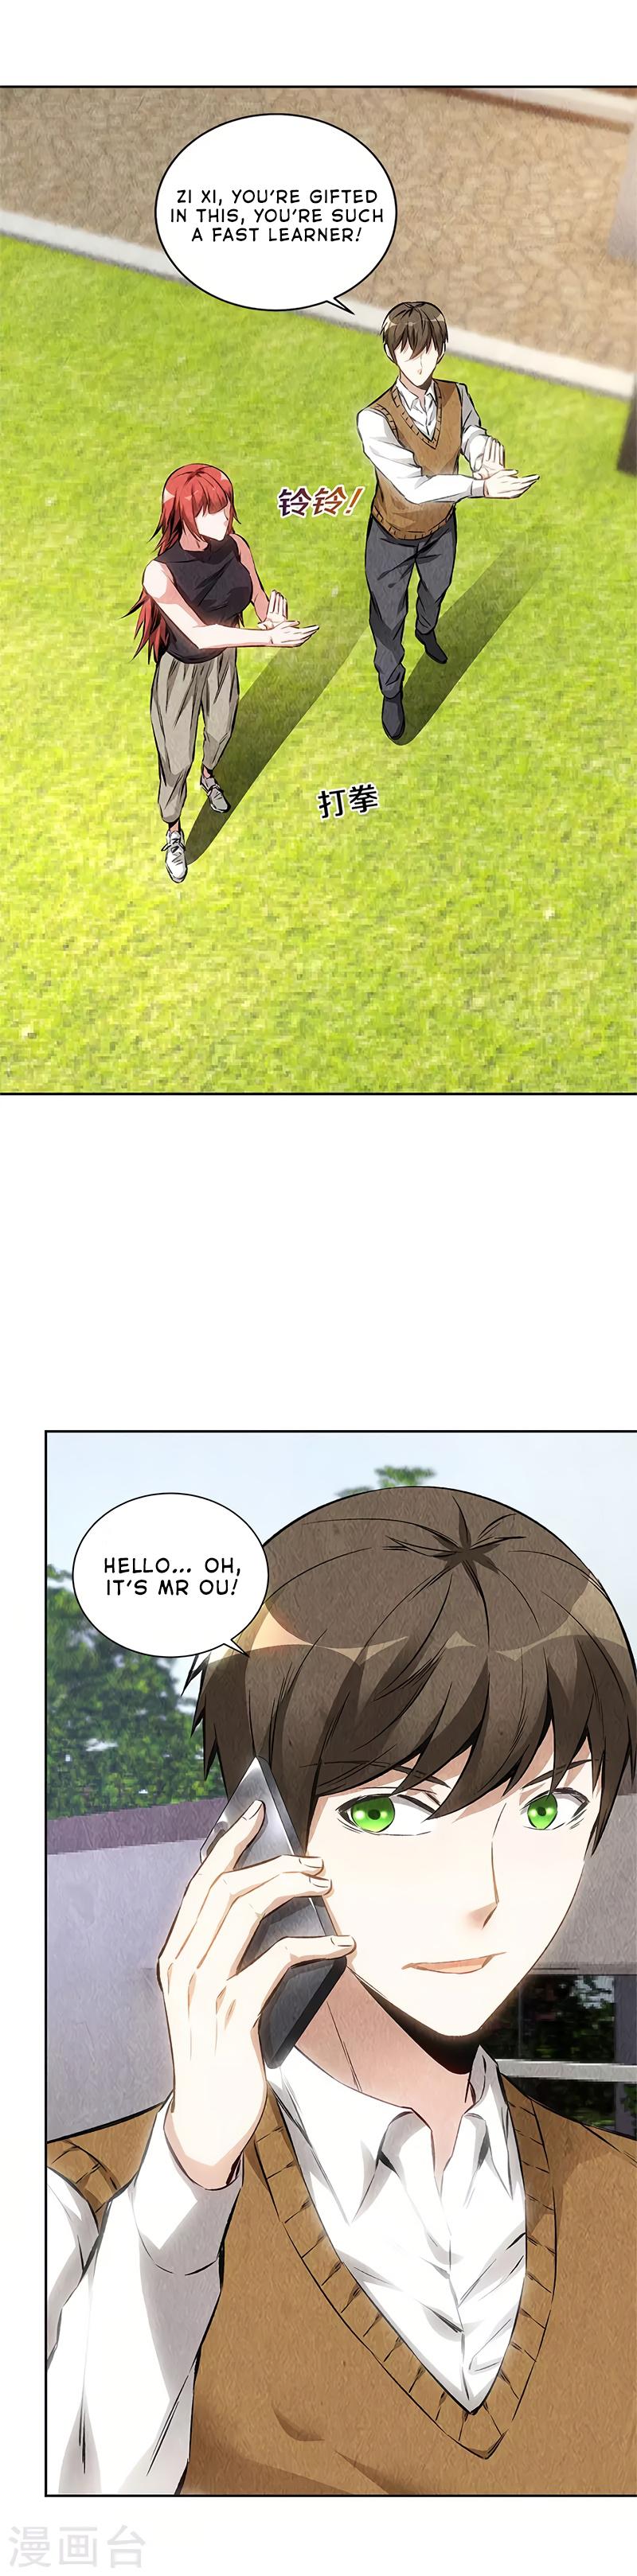 ZI XI, YOU'RE GIFTED
IN THIS, YOU'RE SUCH
A FAST LEARNER!
铃铃!
打拳
HELLO... OH,
IT'S MR OU!
漫画台